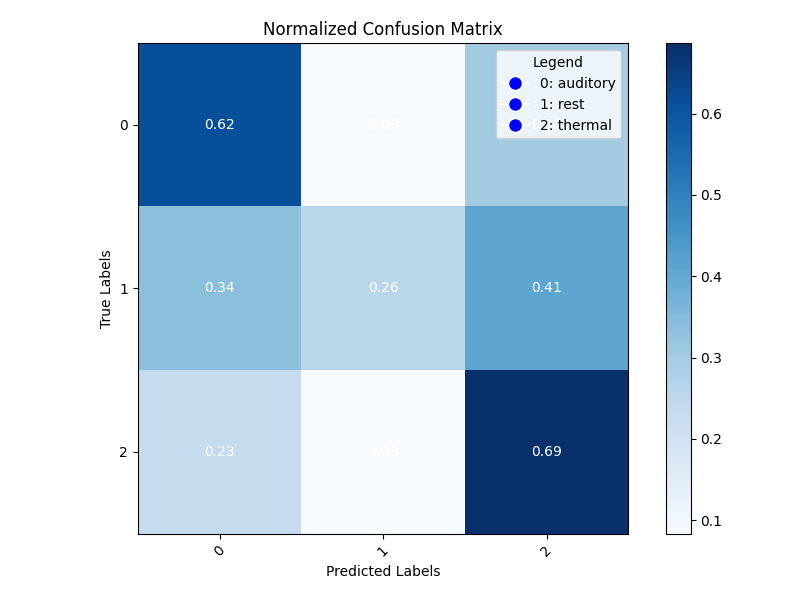 Normalized Confusion Matrix
Legend
0: auditory
1: rest
2: thermal
0.6
0.5
0.4
0.3
0.2
0.1
0
0.62
1
0.34
0.26
0.41
2
0.23
0.69
0
1
2
True Labels
Predicted Labels